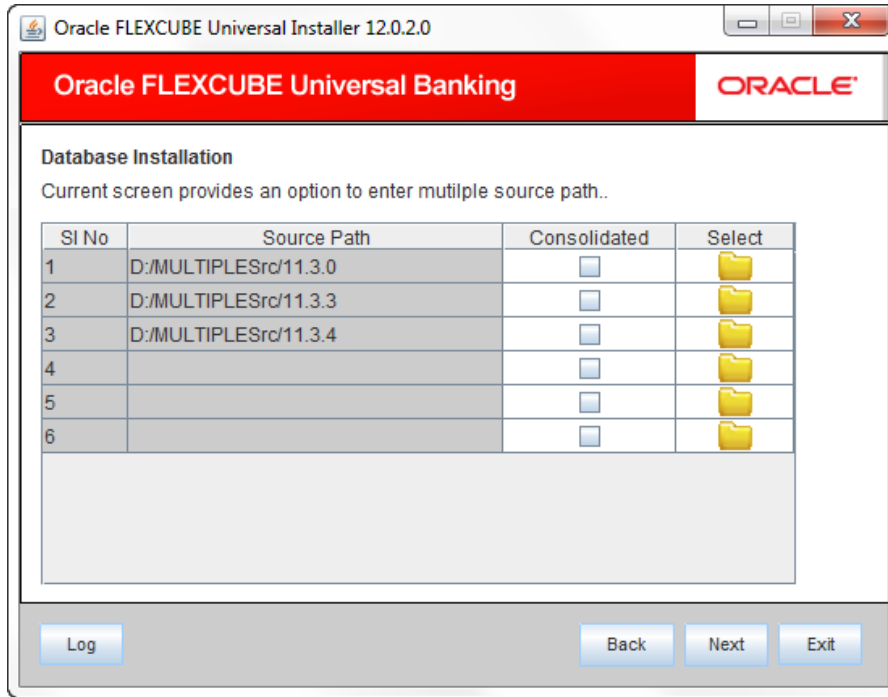 Oracle FLEXCUBE Universal Installer 12.0.2.0
Oracle FLEXCUBE Universal Banking
ORACLE
Database Installation
Current screen provides an option to enter mutilple source path..
Sl No Source Path Consolidated Select
1 D:/MULTIPLESrc/11.3.0
2 D:/MULTIPLESrc/11.3.3
3 D:/MULTIPLESrc/11.3.4
4
5
6
Log Back Next Exit